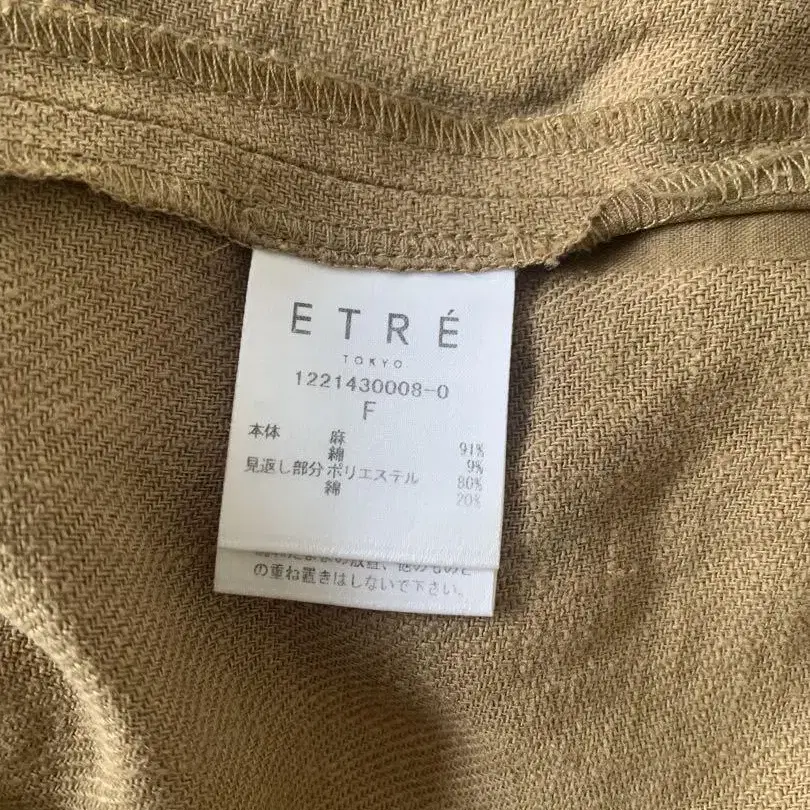 ETRÉ
TOKYO
1221430008-0
F
本体 麻 91%
綿 9%
見返し部分 ポリエステル 80%
綿 20%
の重ね置きはしないで下さい。